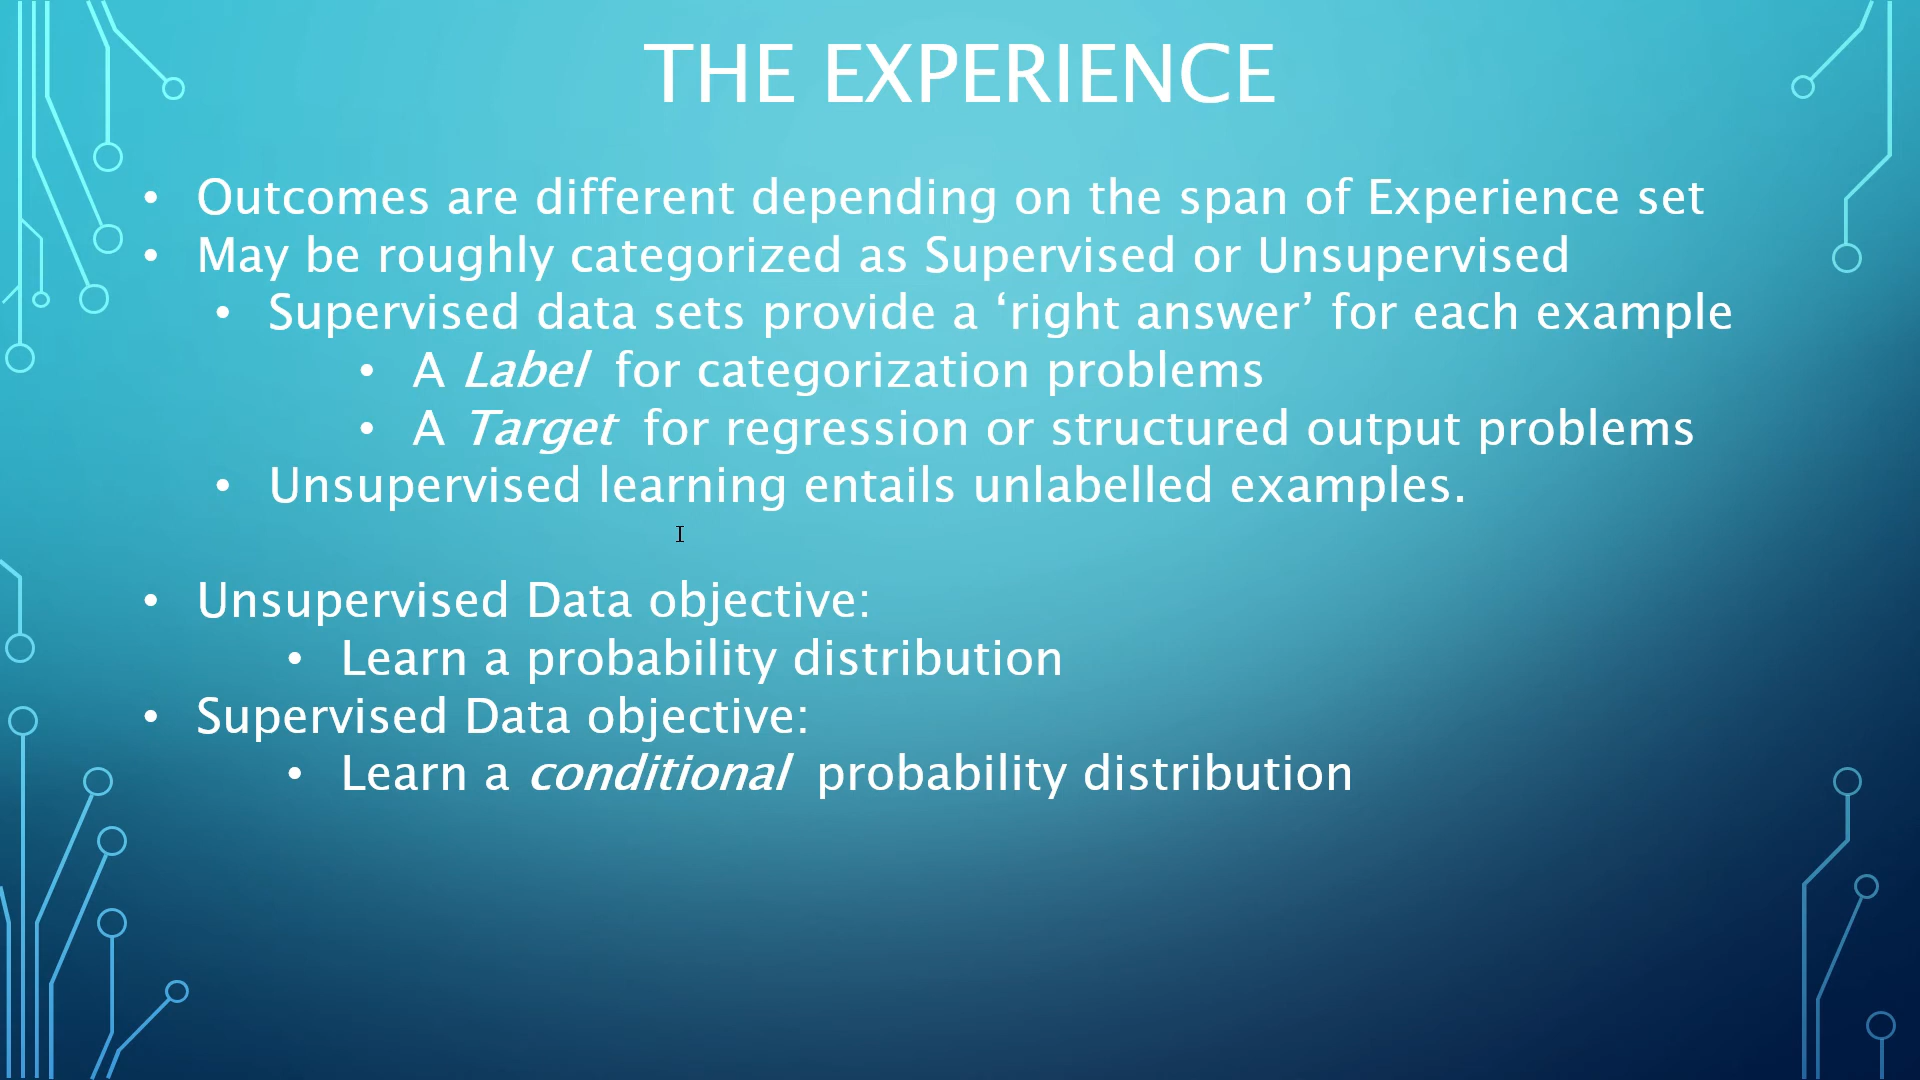 THE EXPERIENCE
• Outcomes are different depending on the span of Experience set
• May be roughly categorized as Supervised or Unsupervised
• Supervised data sets provide a ‘right answer’ for each example
• A Label for categorization problems
• A Target for regression or structured output problems
• Unsupervised learning entails unlabelled examples.
• Unsupervised Data objective:
• Learn a probability distribution
• Supervised Data objective:
• Learn a conditional probability distribution